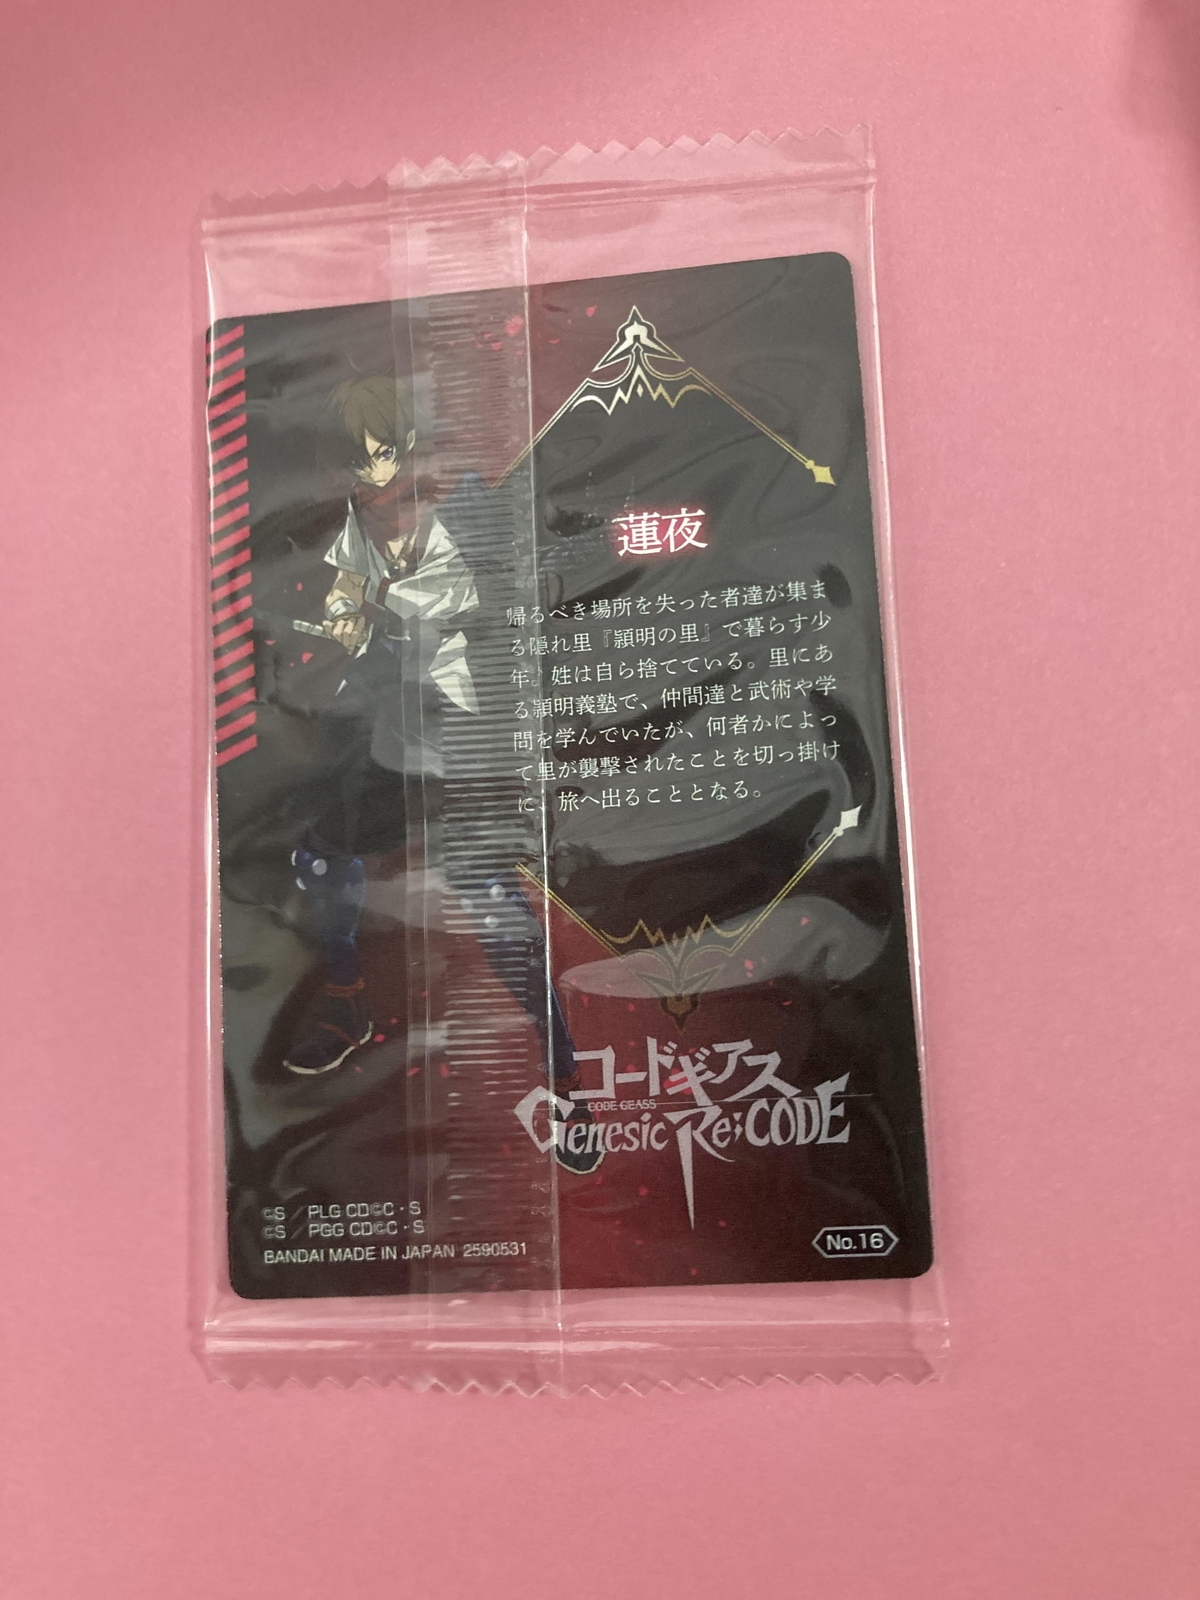 蓮夜
帰るべき場所を失った者達が集ま
る隠れ里『顕明の里』で暮らす少
年。姓は自ら捨てている。里にあ
る顕明義塾で、仲間達と武術や学
問を学んでいたが、何者かによっ
て里が襲撃されたことを切っ掛け
に、旅へ出ることとなる。
コードギアス
CODE GEASS
Genesic Re;CODE
©S／PLG CD©C・S
©S／PGG CD©C・S
BANDAI MADE IN JAPAN 2590531
No.16